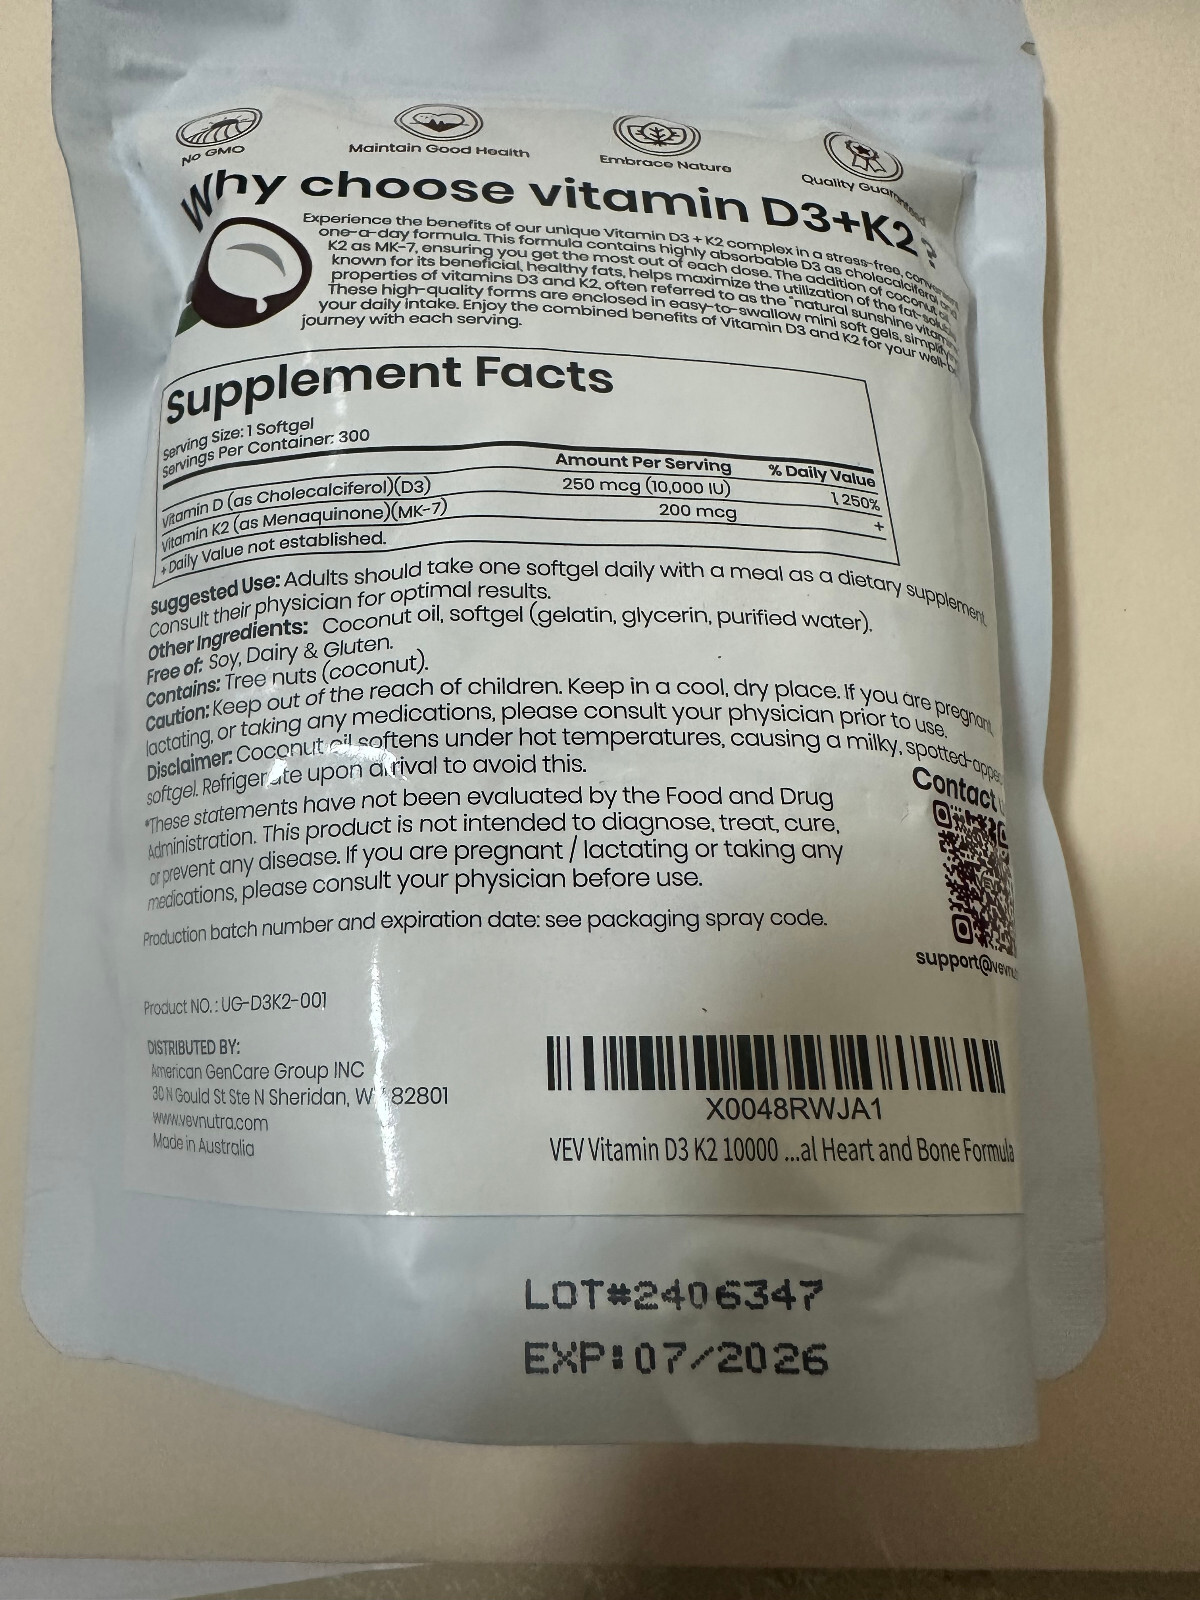 No GMO
Maintain Good Health
Embrace Nature
Quality Guaranteed
Why choose vitamin D3+K2?
Experience the benefits of our unique Vitamin D3 + K2 complex in a stress-free, convenient
one-a-day formula. This formula contains highly absorbable D3 as cholecalciferol and
K2 as MK-7, ensuring you get the most out of each dose. The addition of coconut oil,
known for its beneficial, healthy fats, helps maximize the utilization of the fat-soluble
properties of vitamins D3 and K2, often referred to as the "natural sunshine vitamin
These high-quality forms are enclosed in easy-to-swallow mini soft gels, simplifying
your daily intake. Enjoy the combined benefits of Vitamin D3 and K2 for your
journey with each serving.
Supplement Facts
Serving Size: 1 Softgel
Servings Per Container: 300
Amount Per Serving % Daily Value
Vitamin D (as Cholecalciferol)(D3) 250 mcg (10,000 IU) 1,250%
Vitamin K2 (as Menaquinone)(MK-7) 200 mcg +
+ Daily Value not established.
Suggested Use: Adults should take one softgel daily with a meal as a dietary supplement.
Consult their physician for optimal results.
Other Ingredients: Coconut oil, softgel (gelatin, glycerin, purified water).
Free of: Soy, Dairy & Gluten.
Contains: Tree nuts (coconut).
Caution: Keep out of the reach of children. Keep in a cool, dry place. If you are pregnant,
lactating, or taking any medications, please consult your physician prior to use.
Disclaimer: Coconut oil softens under hot temperatures, causing a milky,
softgel. Refrigerate upon arrival to avoid this.
*These statements have not been evaluated by the Food and Drug
Administration. This product is not intended to diagnose, treat, cure,
or prevent any disease. If you are pregnant / lactating or taking any
medications, please consult your physician before use.
Production batch number and expiration date: see packaging spray code.
Contact
Product NO.: UG-D3K2-001
DISTRIBUTED BY:
American GenCare Group INC
30 N Gould St Ste N Sheridan, WY 82801
www.vevnutra.com
Made in Australia
X0048RWJA1
VEV Vitamin D3 K2 10000 ...al Heart and Bone Formula
LOT#2406347
EXP:07/2026